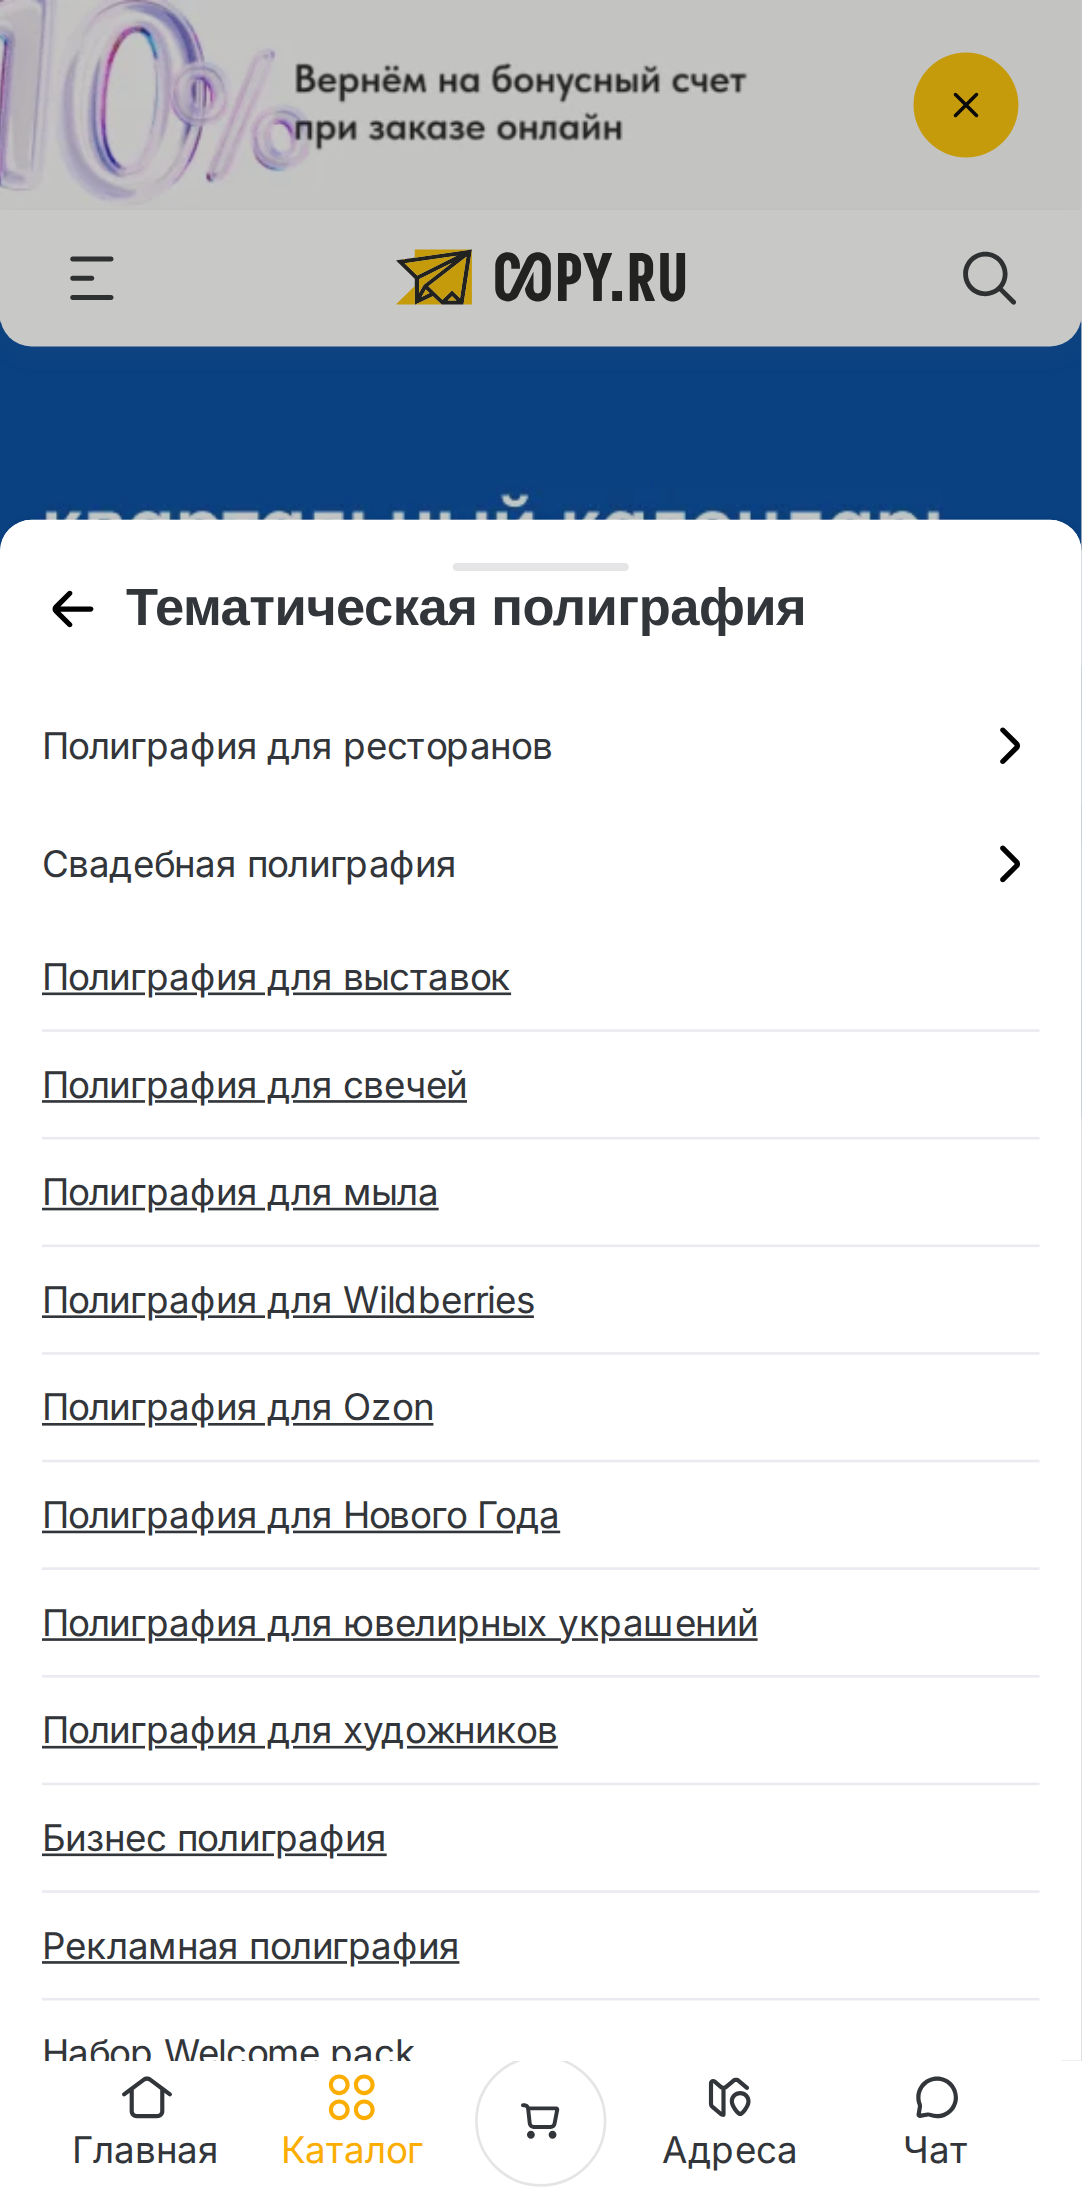 10%
Вернём на бонусный счет
при заказе онлайн
COPY.RU
квартальный календарь
Тематическая полиграфия
Полиграфия для ресторанов
Свадебная полиграфия
Полиграфия для выставок
Полиграфия для свечей
Полиграфия для мыла
Полиграфия для Wildberries
Полиграфия для Ozon
Полиграфия для Нового Года
Полиграфия для ювелирных украшений
Полиграфия для художников
Бизнес полиграфия
Рекламная полиграфия
Набор Welcome pack
Главная
Каталог
Адреса
Чат